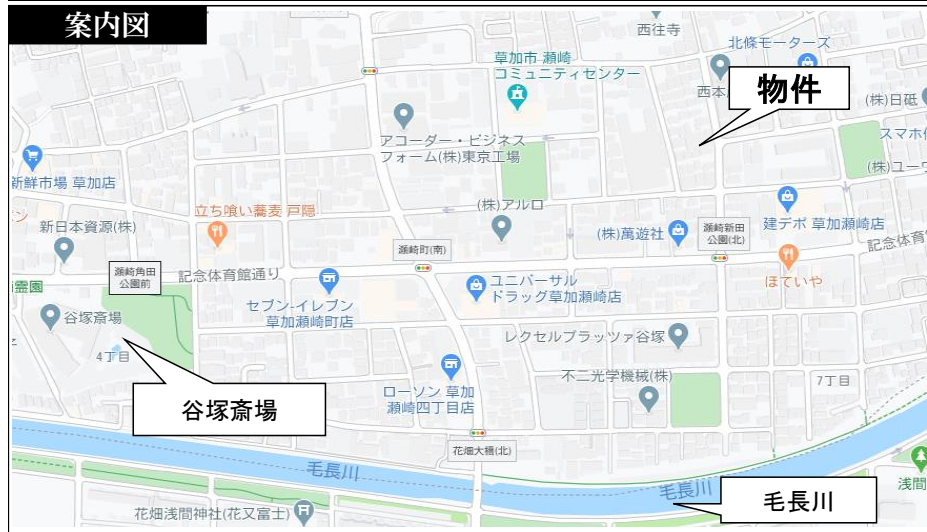 案内図
西往寺
北條モーターズ
草加市 瀬崎
コミュニティセンター
西本
物件
(株)日砥
アコーダー・ビジネス
フォーム(株)東京工場
スマホ
新鮮市場 草加店
(株)ユーワ
ン
立ち喰い蕎麦 戸隠
(株)アルロ
新日本資源(株)
(株)萬遊社
瀬崎新田
公園(北)
建デポ 草加瀬崎店
瀬崎町(南)
記念体育館
瀬崎角田
公園前
記念体育館通り
霊園
セブン-イレブン
草加瀬崎町店
ユニバーサル
ドラッグ草加瀬崎店
ほていや
谷塚斎場
レクセルプラッツァ谷塚
4丁目
ローソン 草加
瀬崎四丁目店
不二光学機械(株)
7丁目
谷塚斎場
花畑大橋(北)
毛長川
毛長川
毛長川
浅間
花畑浅間神社(花又富士)